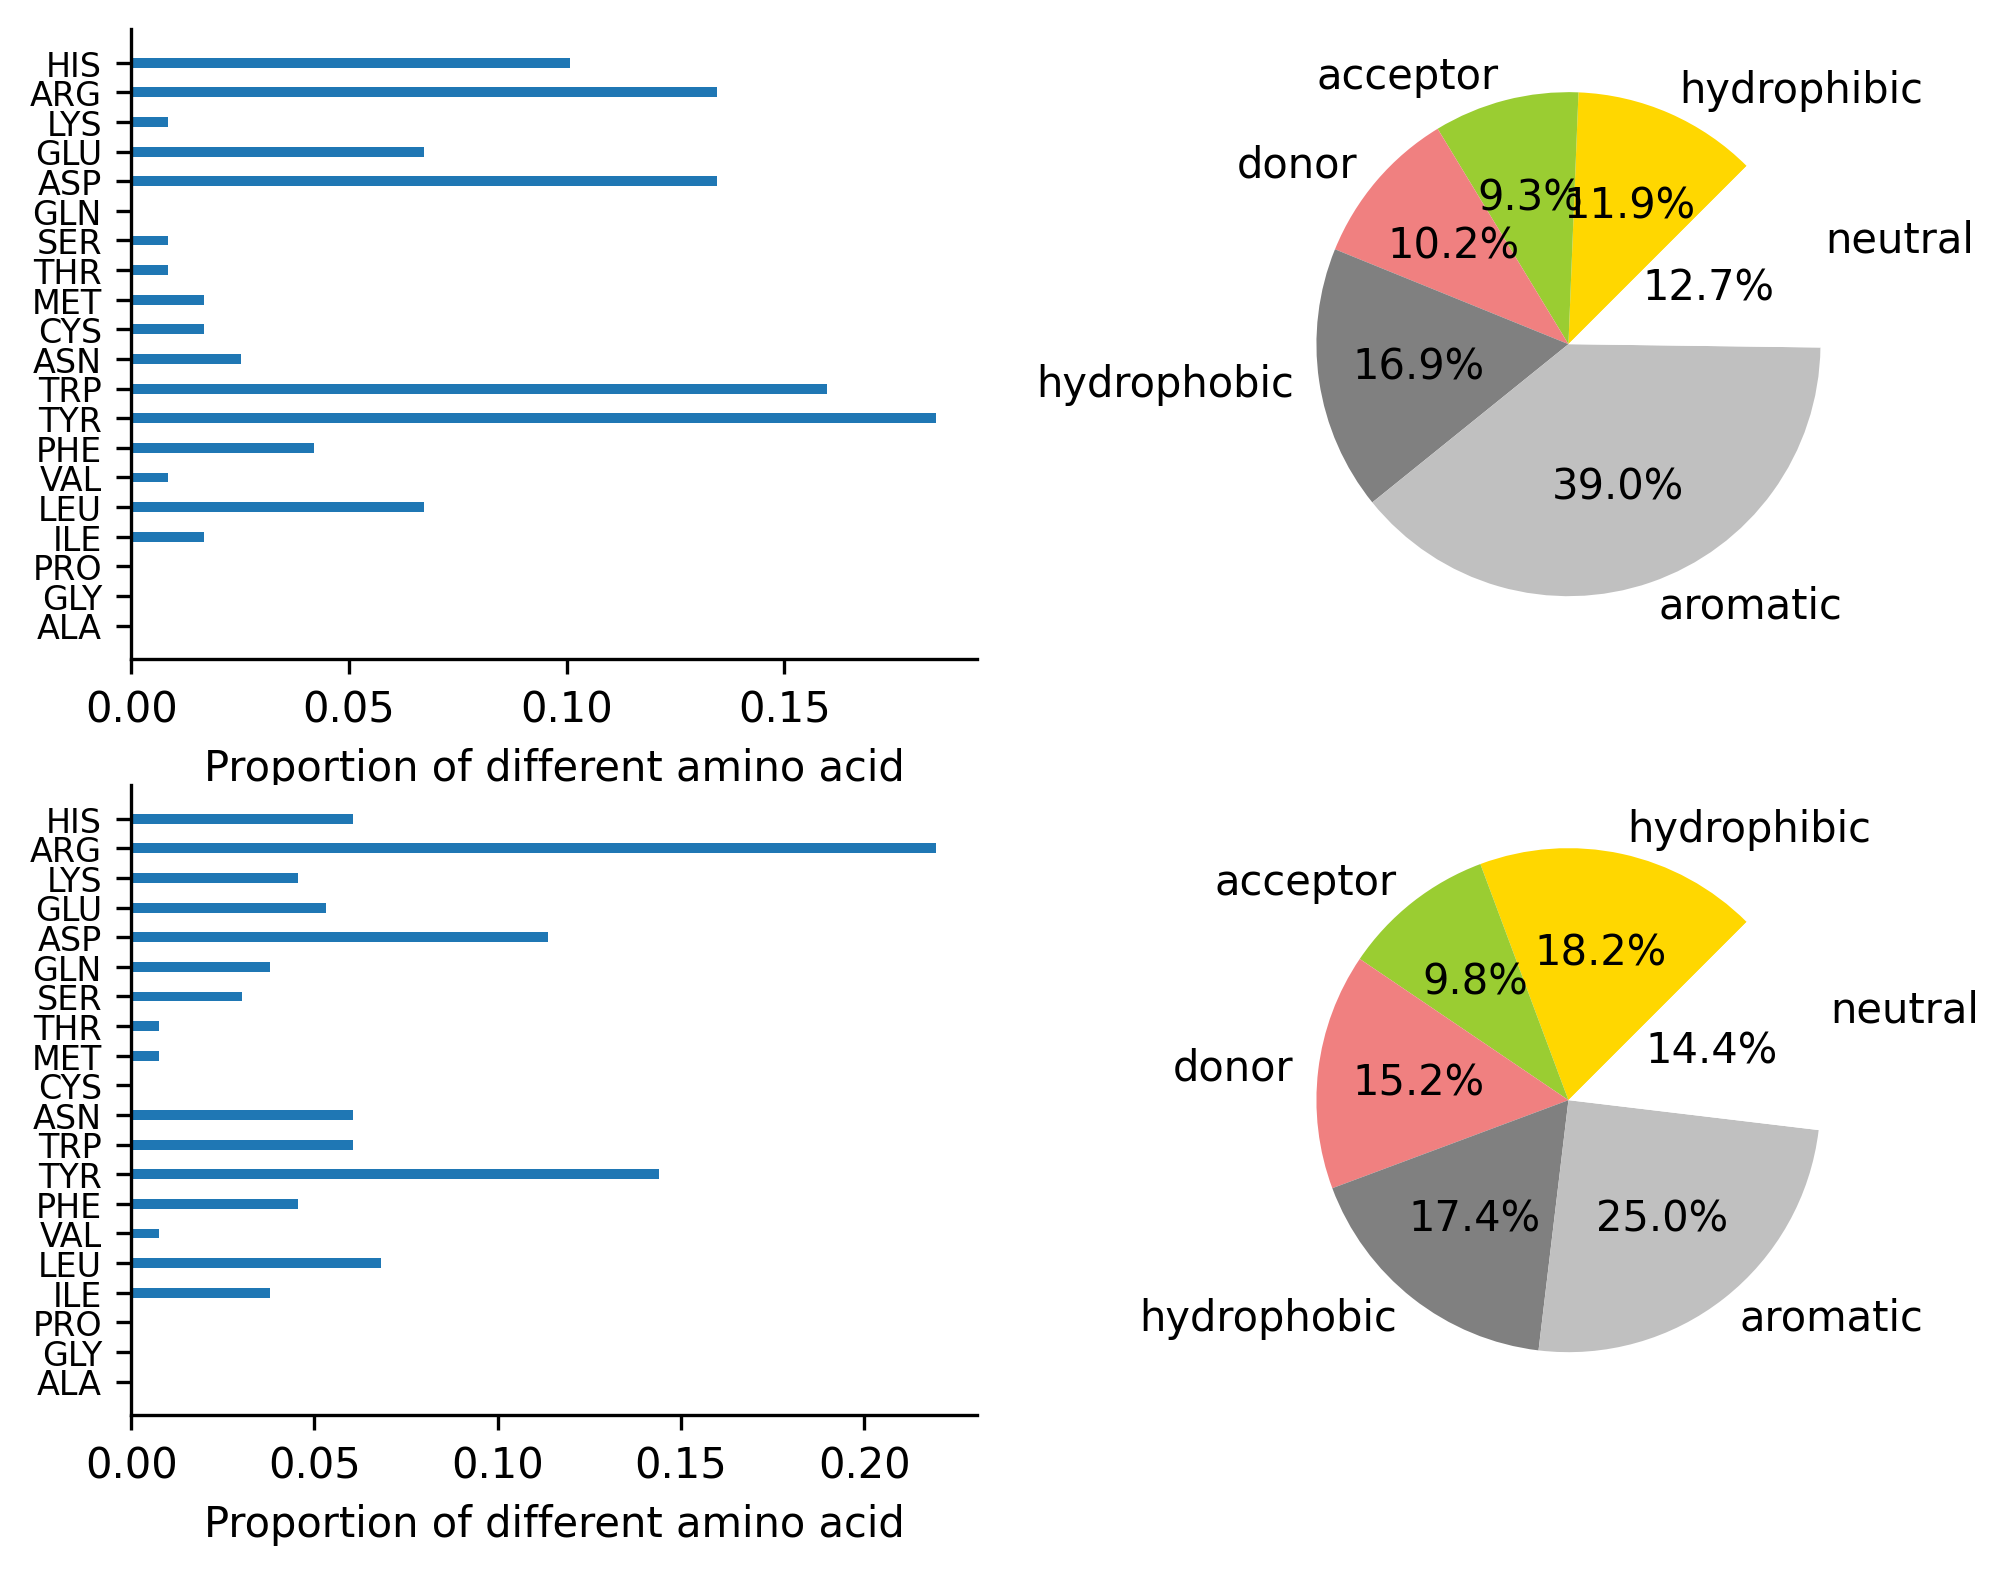 HIS
ARG
LYS
GLU
ASP
GLN
SER
THR
MET
CYS
ASN
TRP
TYR
PHE
VAL
LEU
ILE
PRO
GLY
ALA
0.00 0.05 0.10 0.15
Proportion of different amino acid
acceptor
hydrophibic
donor
neutral
9.3%
11.9%
10.2%
12.7%
hydrophobic
16.9%
39.0%
aromatic
HIS
ARG
LYS
GLU
ASP
GLN
SER
THR
MET
CYS
ASN
TRP
TYR
PHE
VAL
LEU
ILE
PRO
GLY
ALA
0.00 0.05 0.10 0.15 0.20
Proportion of different amino acid
hydrophibic
acceptor
18.2%
9.8%
neutral
14.4%
donor
15.2%
17.4%
25.0%
hydrophobic
aromatic